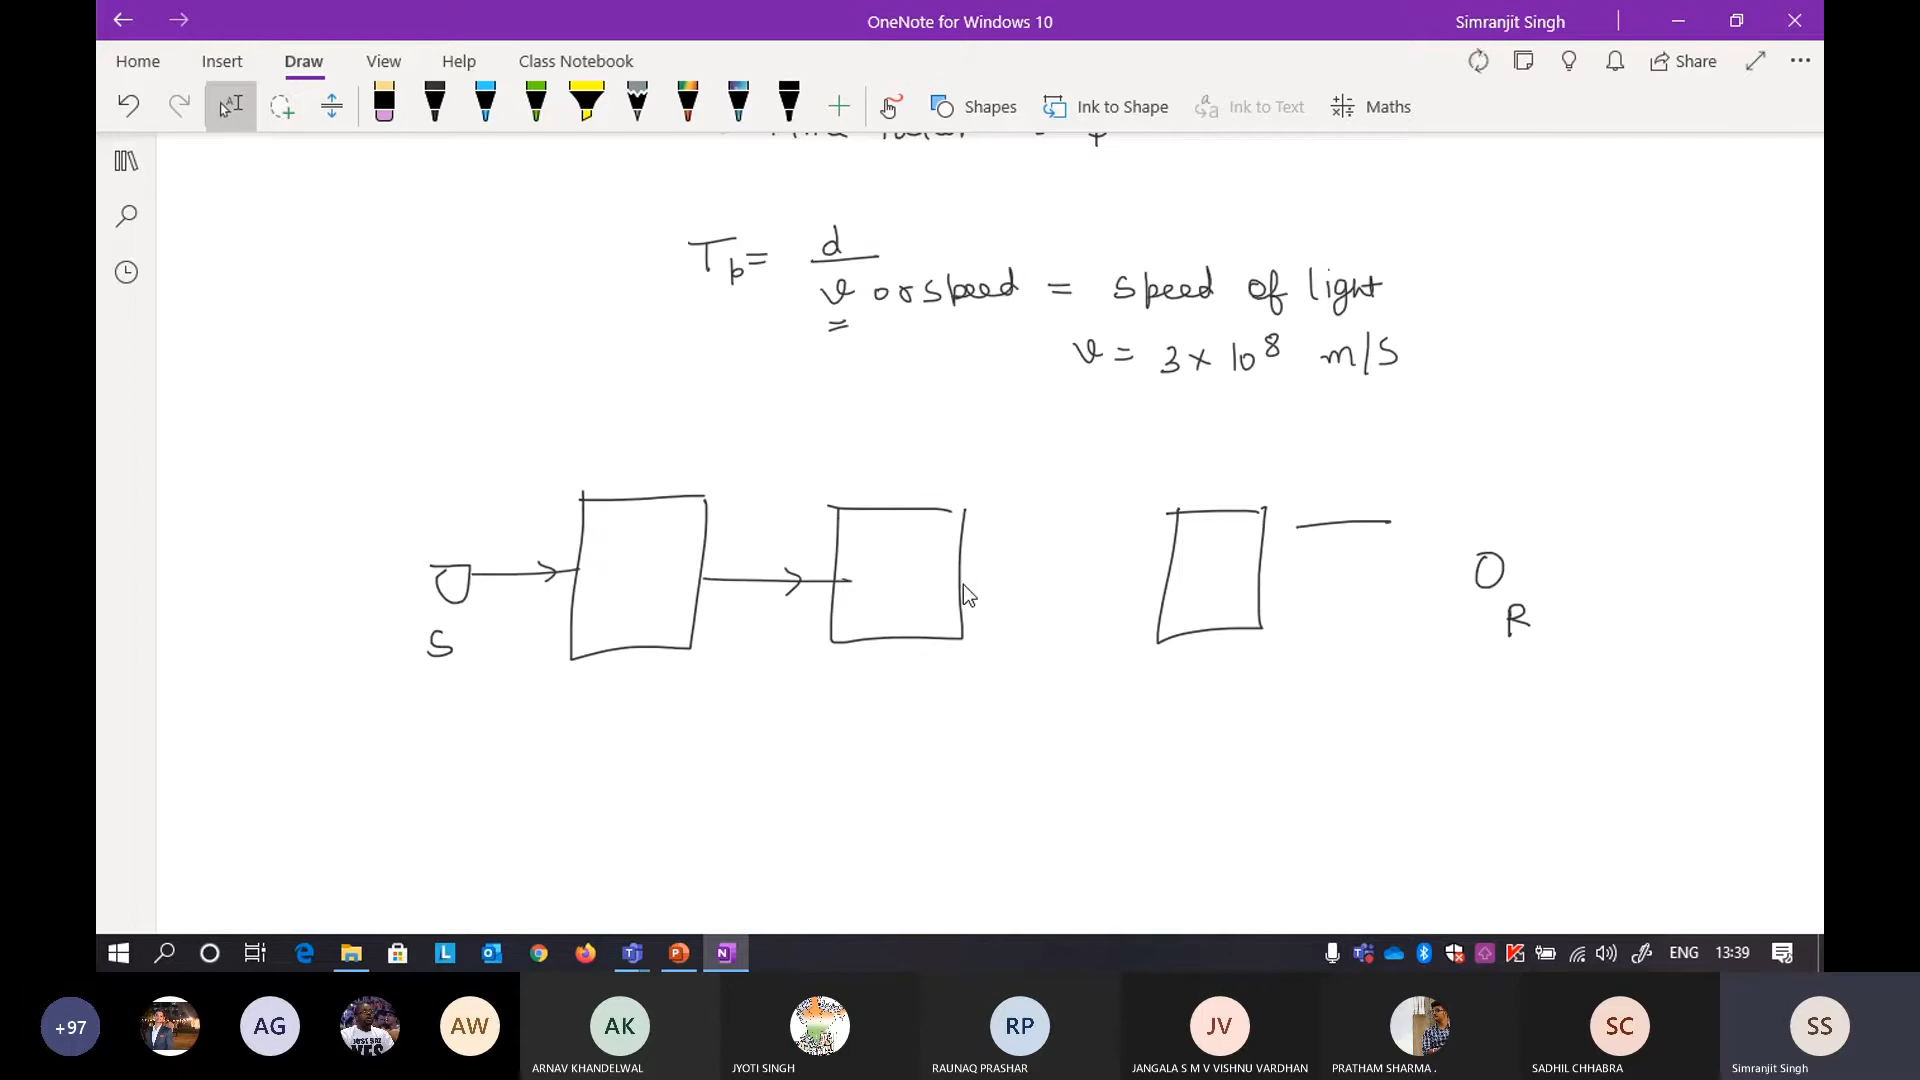 OneNote for Windows 10
Simranjit Singh
Home Insert Draw View Help Class Notebook
Share
Shapes Ink to Shape Ink to Text Maths
Tp = d
v or speed = speed of light
v = 3 × 10⁸ m/s
S
R
ENG 13:39
+97
AG
AW
AK
RP
JV
SC
SS
ARNAV KHANDELWAL
JYOTI SINGH
RAUNAQ PRASHAR
JANGALA S M V VISHNU VARDHAN
PRATHAM SHARMA .
SADHIL CHHABRA
Simranjit Singh